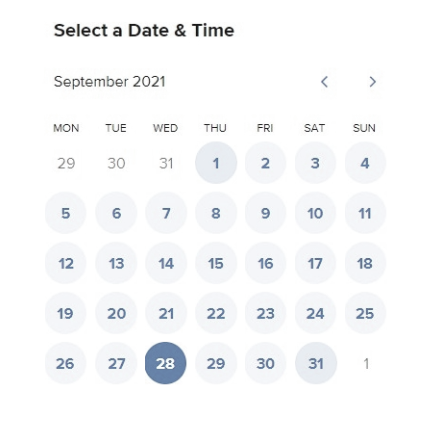 Select a Date & Time
September 2021
MON TUE WED THU FRI SAT SUN
29 30 31 1 2 3 4
5 6 7 8 9 10 11
12 13 14 15 16 17 18
19 20 21 22 23 24 25
26 27 28 29 30 31 1